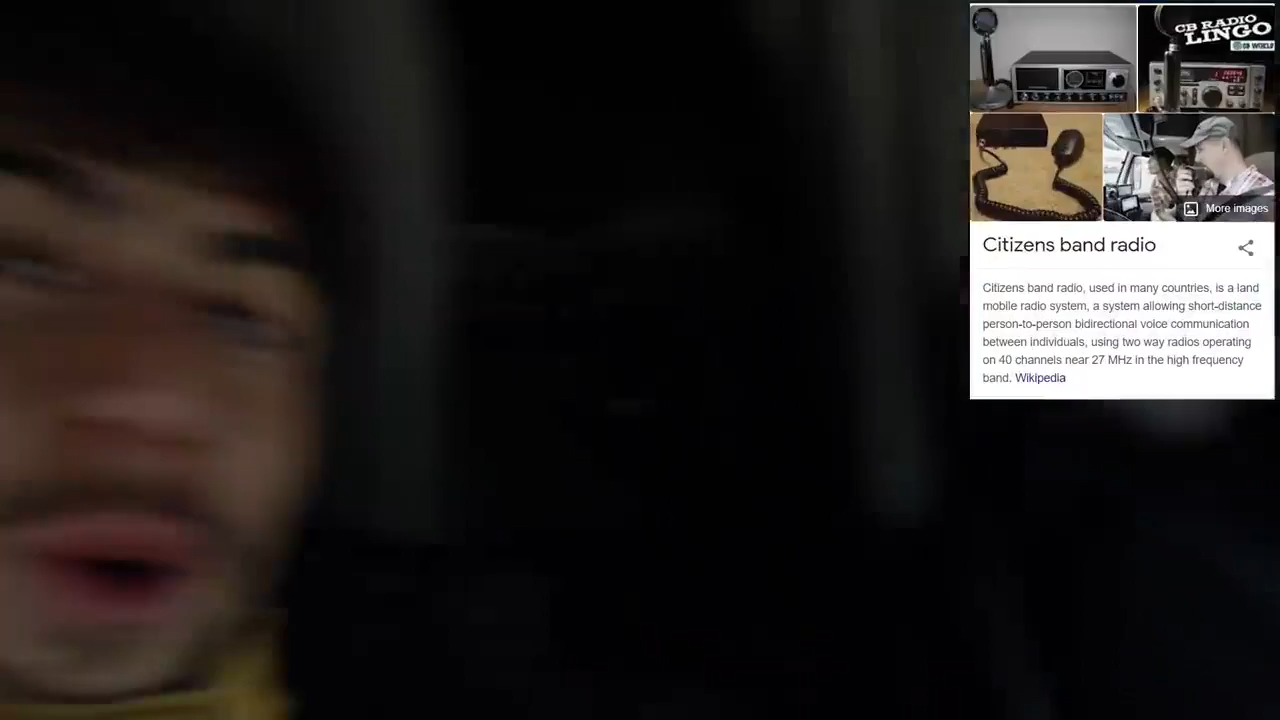 CB RADIO
LINGO
CB WORLD
More images
Citizens band radio
Citizens band radio, used in many countries, is a land
mobile radio system, a system allowing short-distance
person-to-person bidirectional voice communication
between individuals, using two way radios operating
on 40 channels near 27 MHz in the high frequency
band. Wikipedia